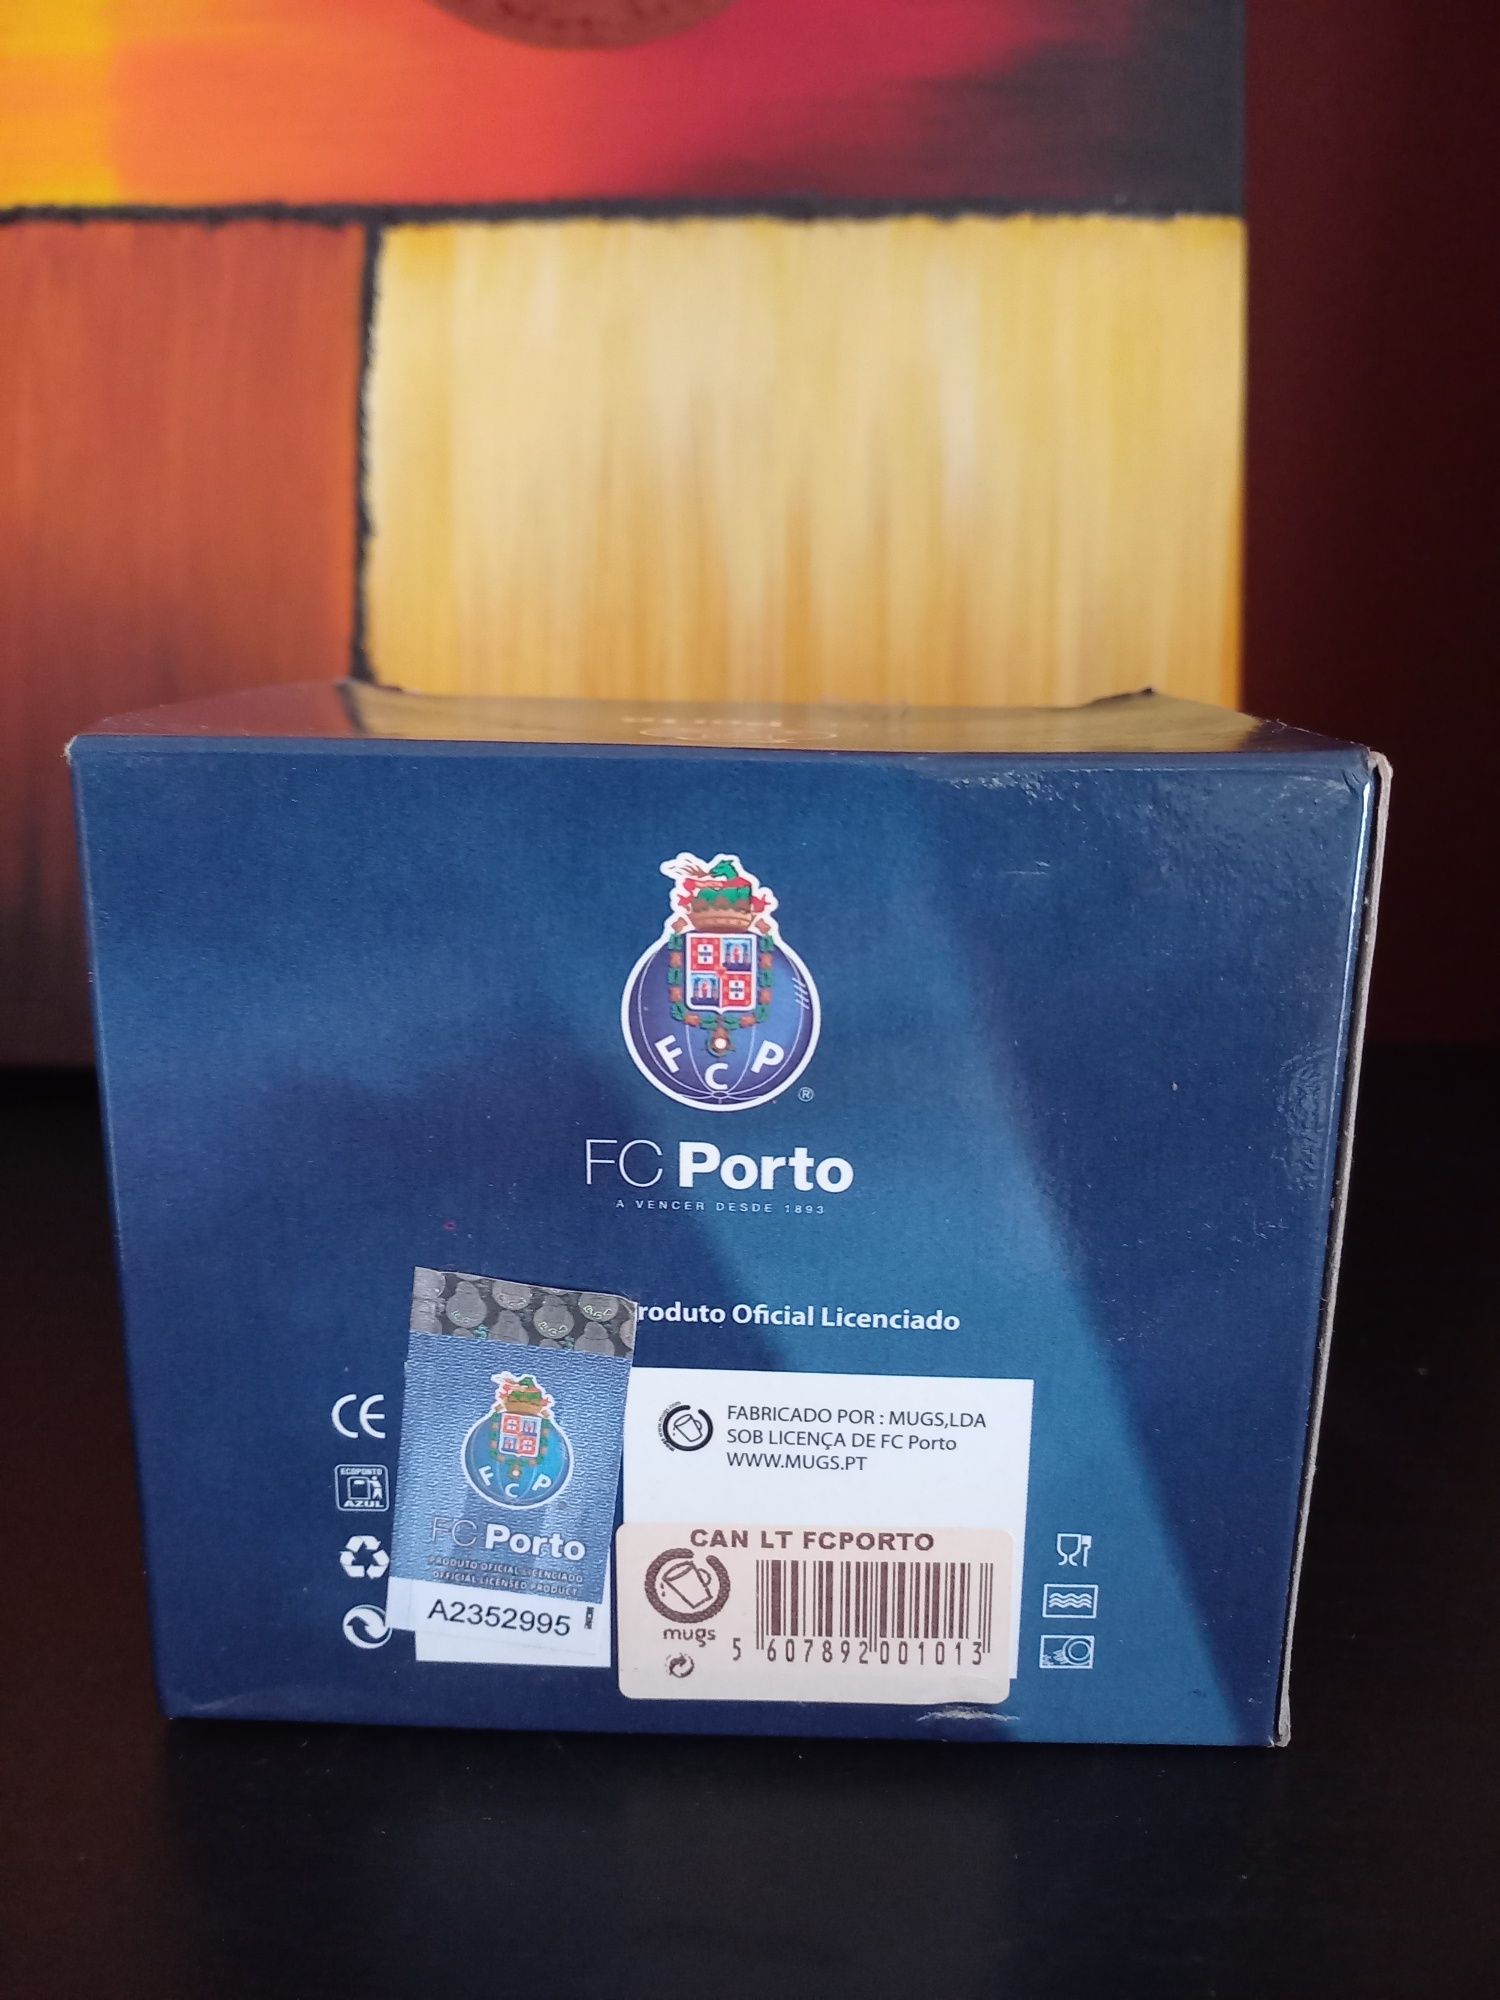 F C P
®
FC Porto
A VENCER DESDE 1893
roduto Oficial Licenciado
CE
ECOPONTO
AZUL
F C P
FC Porto
PRODUTO OFICIAL LICENCIADO
OFFICIAL LICENSED PRODUCT
A2352995
FABRICADO POR : MUGS,LDA
SOB LICENÇA DE FC Porto
WWW.MUGS.PT
CAN LT FCPORTO
mugs
5 607892 001013